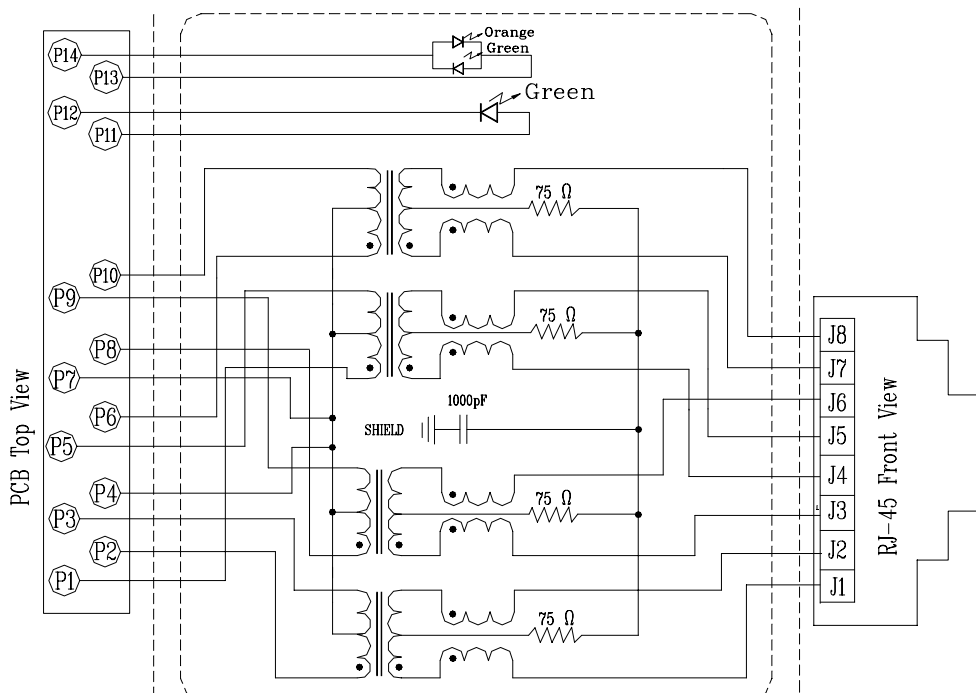 P14
Orange
Green
P13
P12
Green
P11
75 Ω
P10
P9
75 Ω
J8
P8
J7
P7
1000pF
J6
P6
SHIELD
J5
P5
J4
P4
75 Ω
J3
P3
J2
P2
P1
J1
75 Ω
PCB Top View
RJ-45 Front View